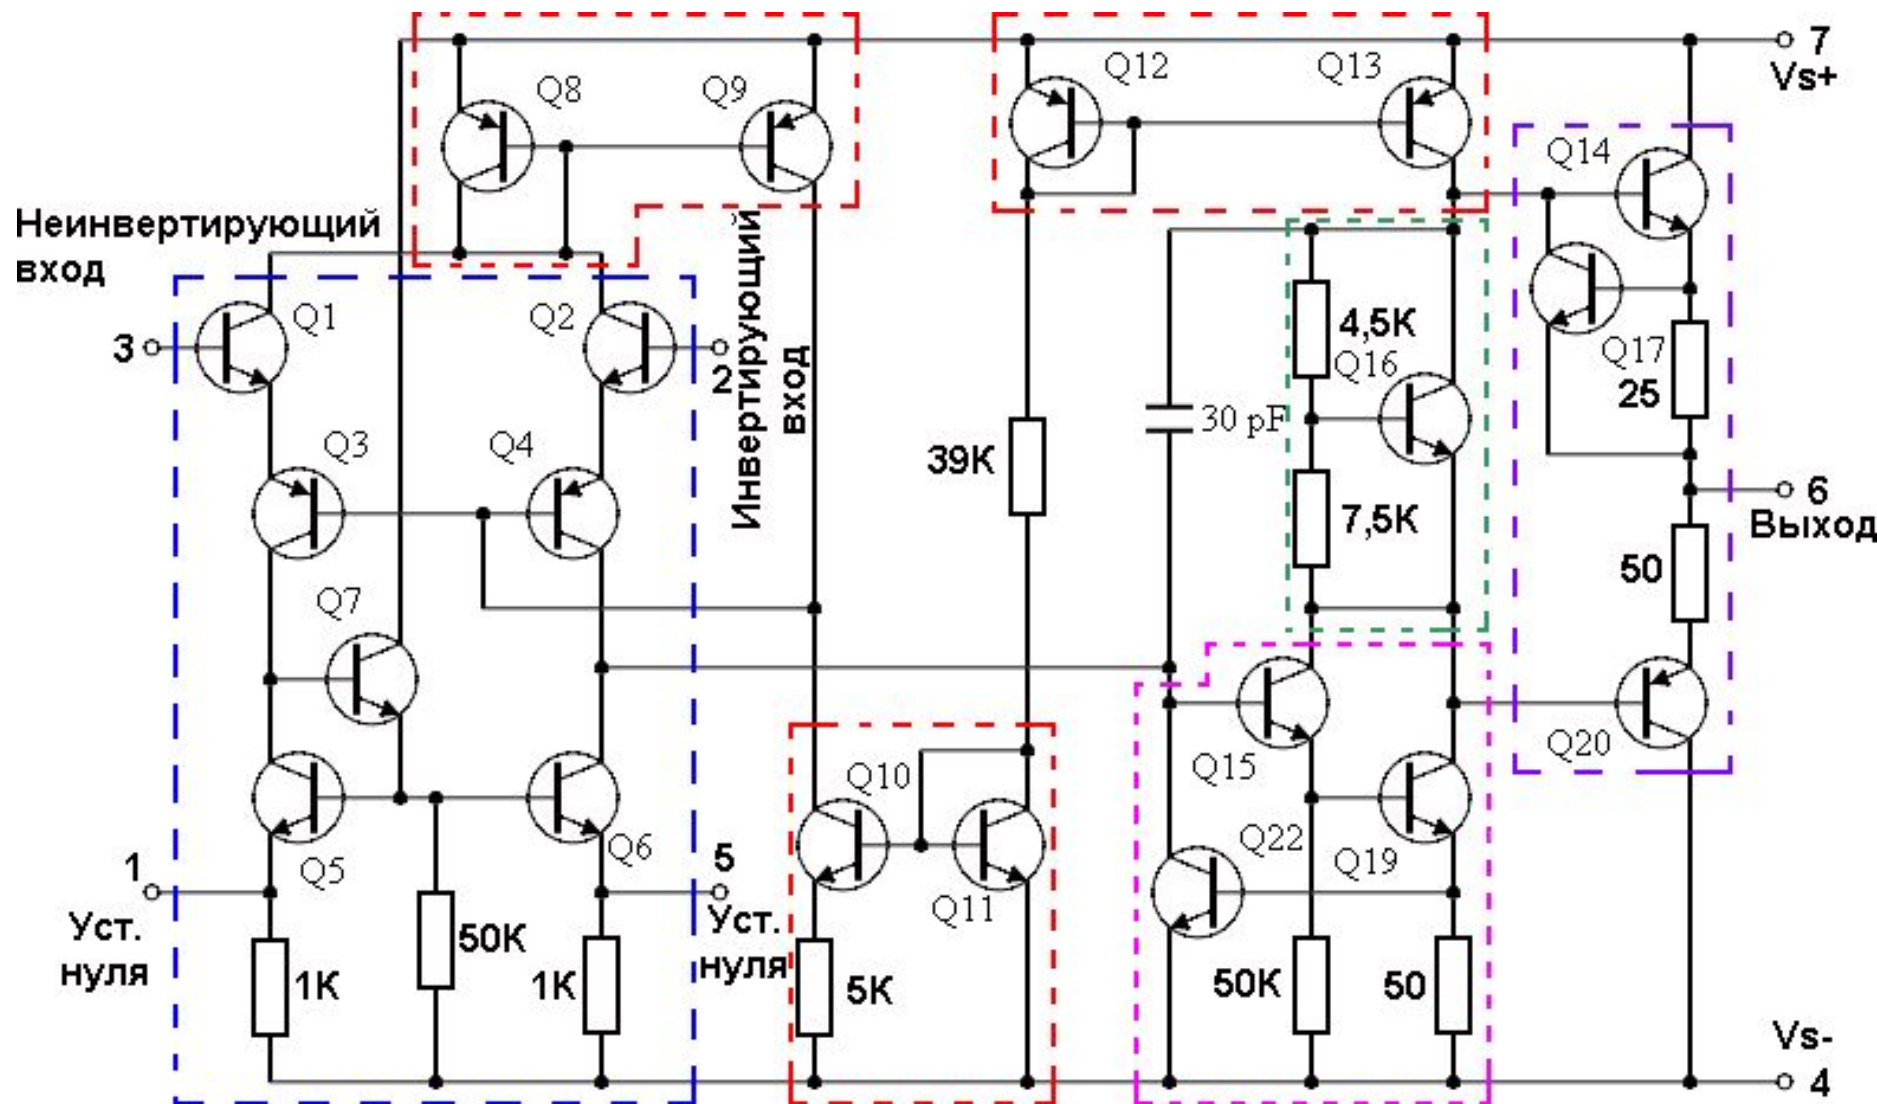 Q8
Q9
Q12
Q13
7
Vs+
Q14
Неинвертирующий
вход
Инвертирующий
вход
3
Q1
Q2
2
4,5K
Q16
Q17
25
30 pF
Q3
Q4
39K
7,5K
6
Выход
50
Q7
Q10
Q15
Q20
1
Q5
Q6
5
Q11
Q22
Q19
Уст.
нуля
50K
Уст.
нуля
1K
1K
5K
50K
50
Vs-
4